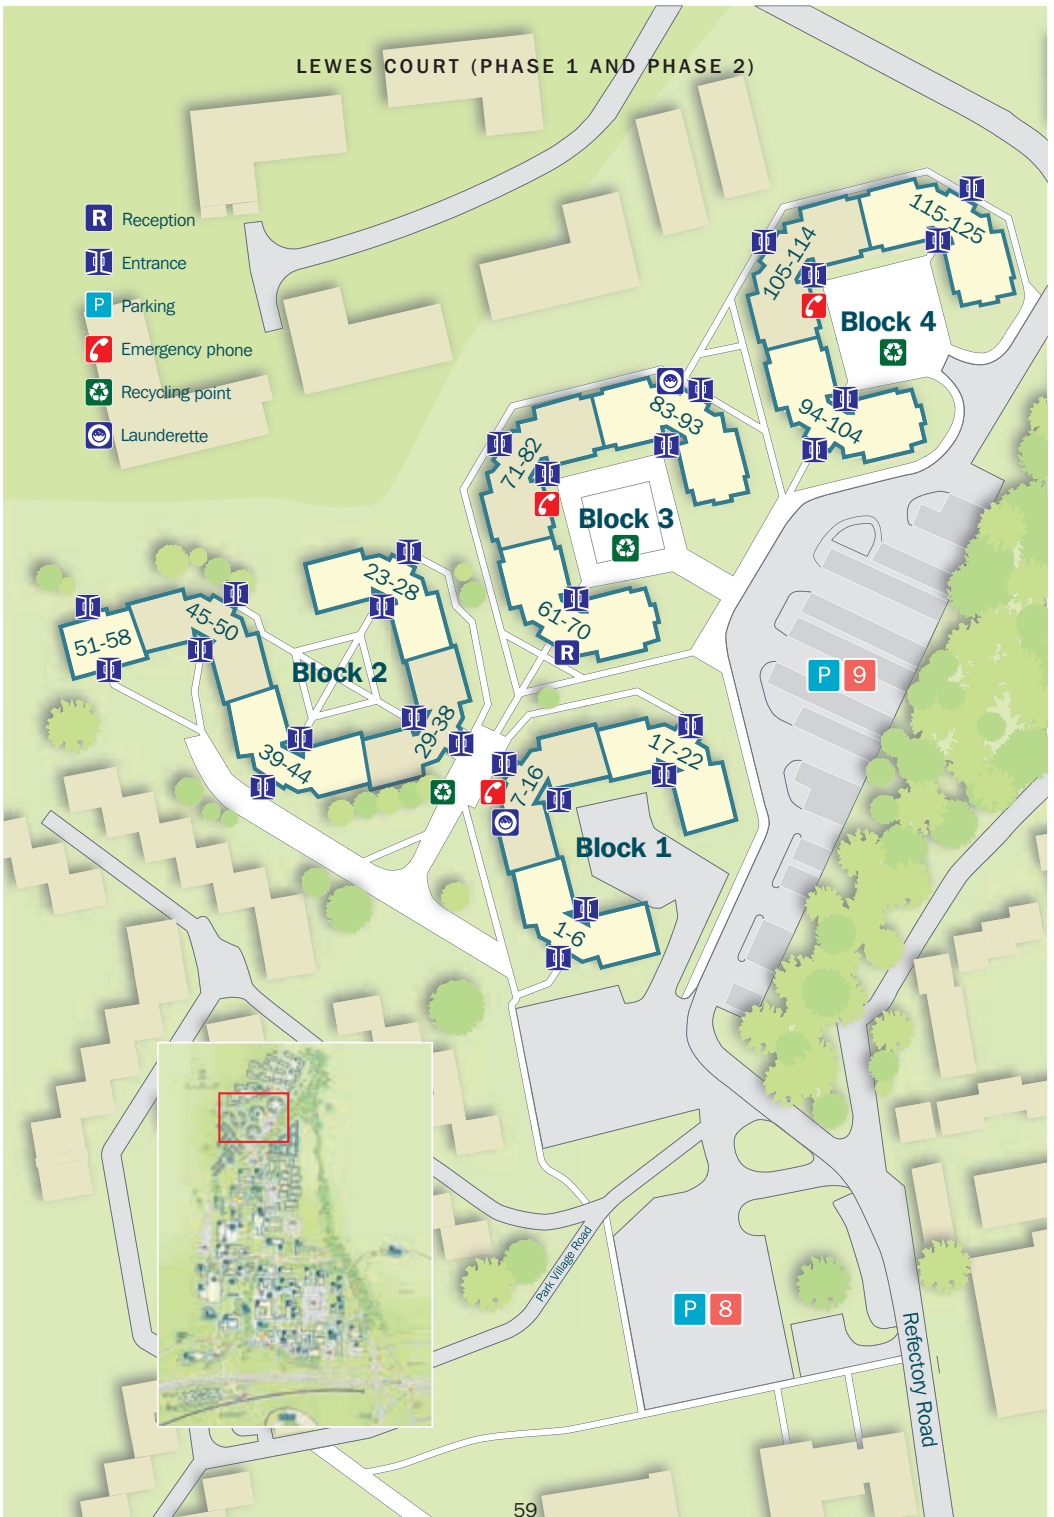 LEWES COURT (PHASE 1 AND PHASE 2)
R Reception
Entrance
P Parking
Emergency phone
Recycling point
Launderette
115-125
105-114
Block 4
94-104
83-93
71-82
Block 3
61-70
R
23-28
45-50
51-58
Block 2
29-38
39-44
P 9
17-22
7-16
Block 1
1-6
Park Village Road
P 8
Refectory Road
59